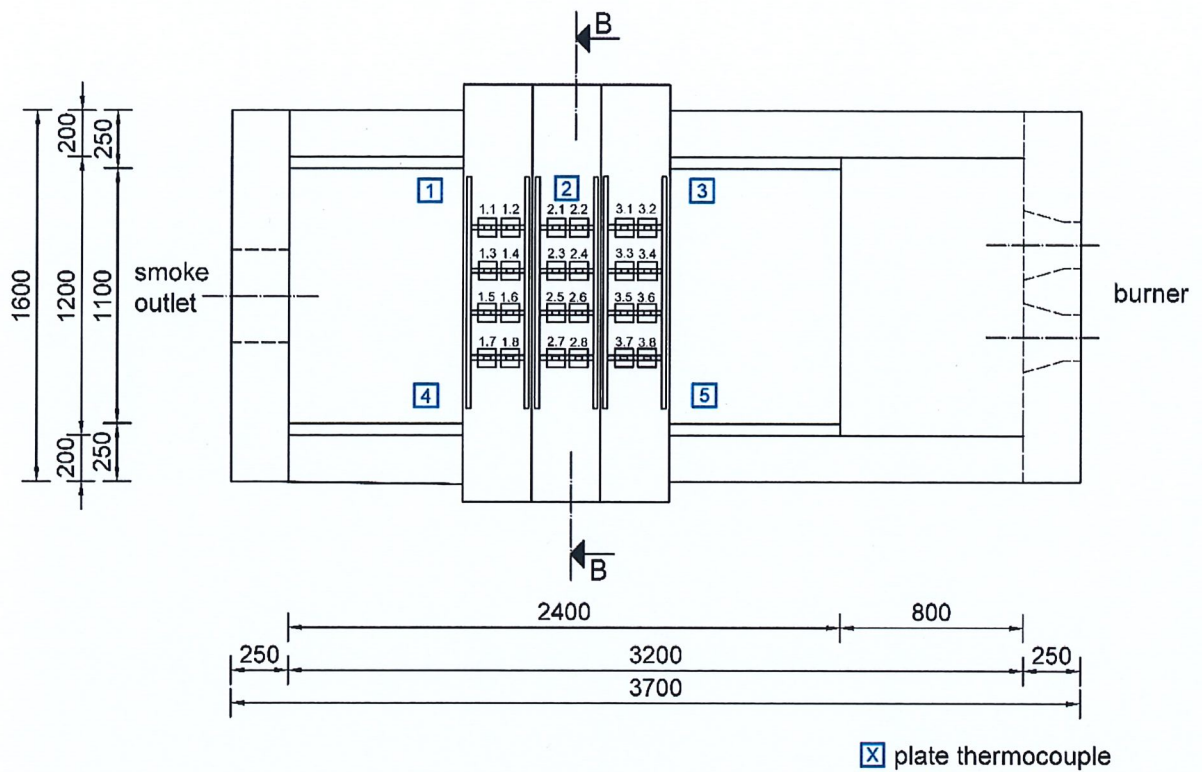 B
200
250
1 2 3
1.1 1.2 2.1 2.2 3.1 3.2
1.3 1.4 2.3 2.4 3.3 3.4
1.5 1.6 2.5 2.6 3.5 3.6
1.7 1.8 2.7 2.8 3.7 3.8
1600
1200
1100
smoke
outlet
burner
4 5
200
250
B
2400 800
250 3200 250
3700
X plate thermocouple